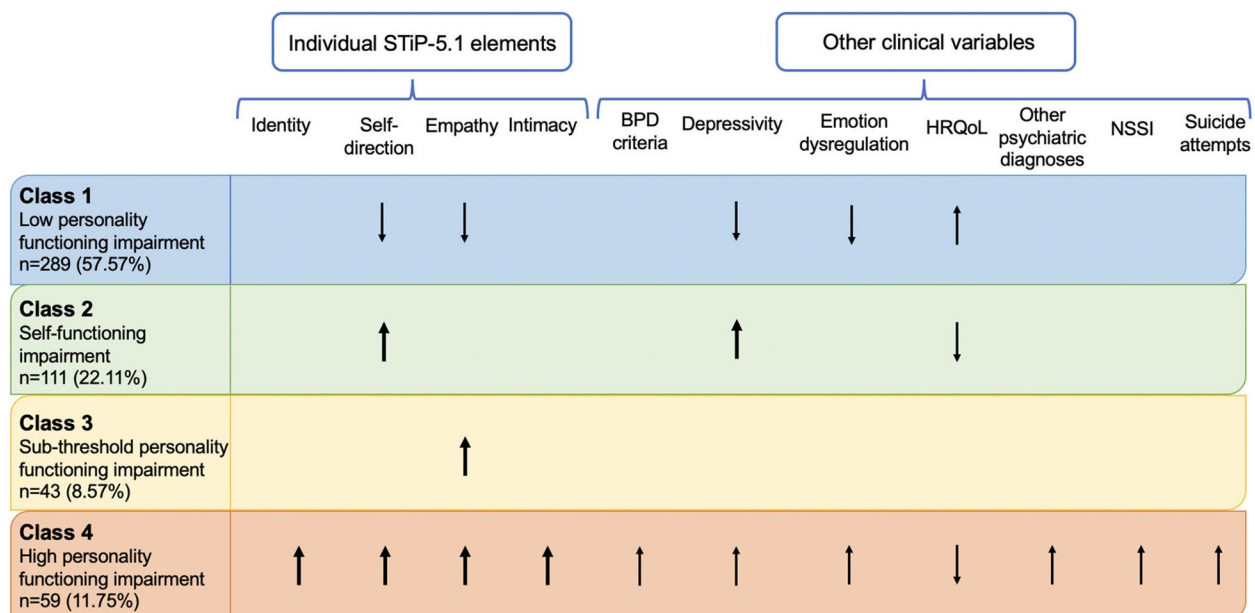 Individual STiP-5.1 elements
Other clinical variables
Identity
Self-
direction
Empathy
Intimacy
BPD
criteria
Depressivity
Emotion
dysregulation
HRQoL
Other
psychiatric
diagnoses
NSSI
Suicide
attempts
Class 1
Low personality
functioning impairment
n=289 (57.57%)
Class 2
Self-functioning
impairment
n=111 (22.11%)
Class 3
Sub-threshold personality
functioning impairment
n=43 (8.57%)
Class 4
High personality
functioning impairment
n=59 (11.75%)